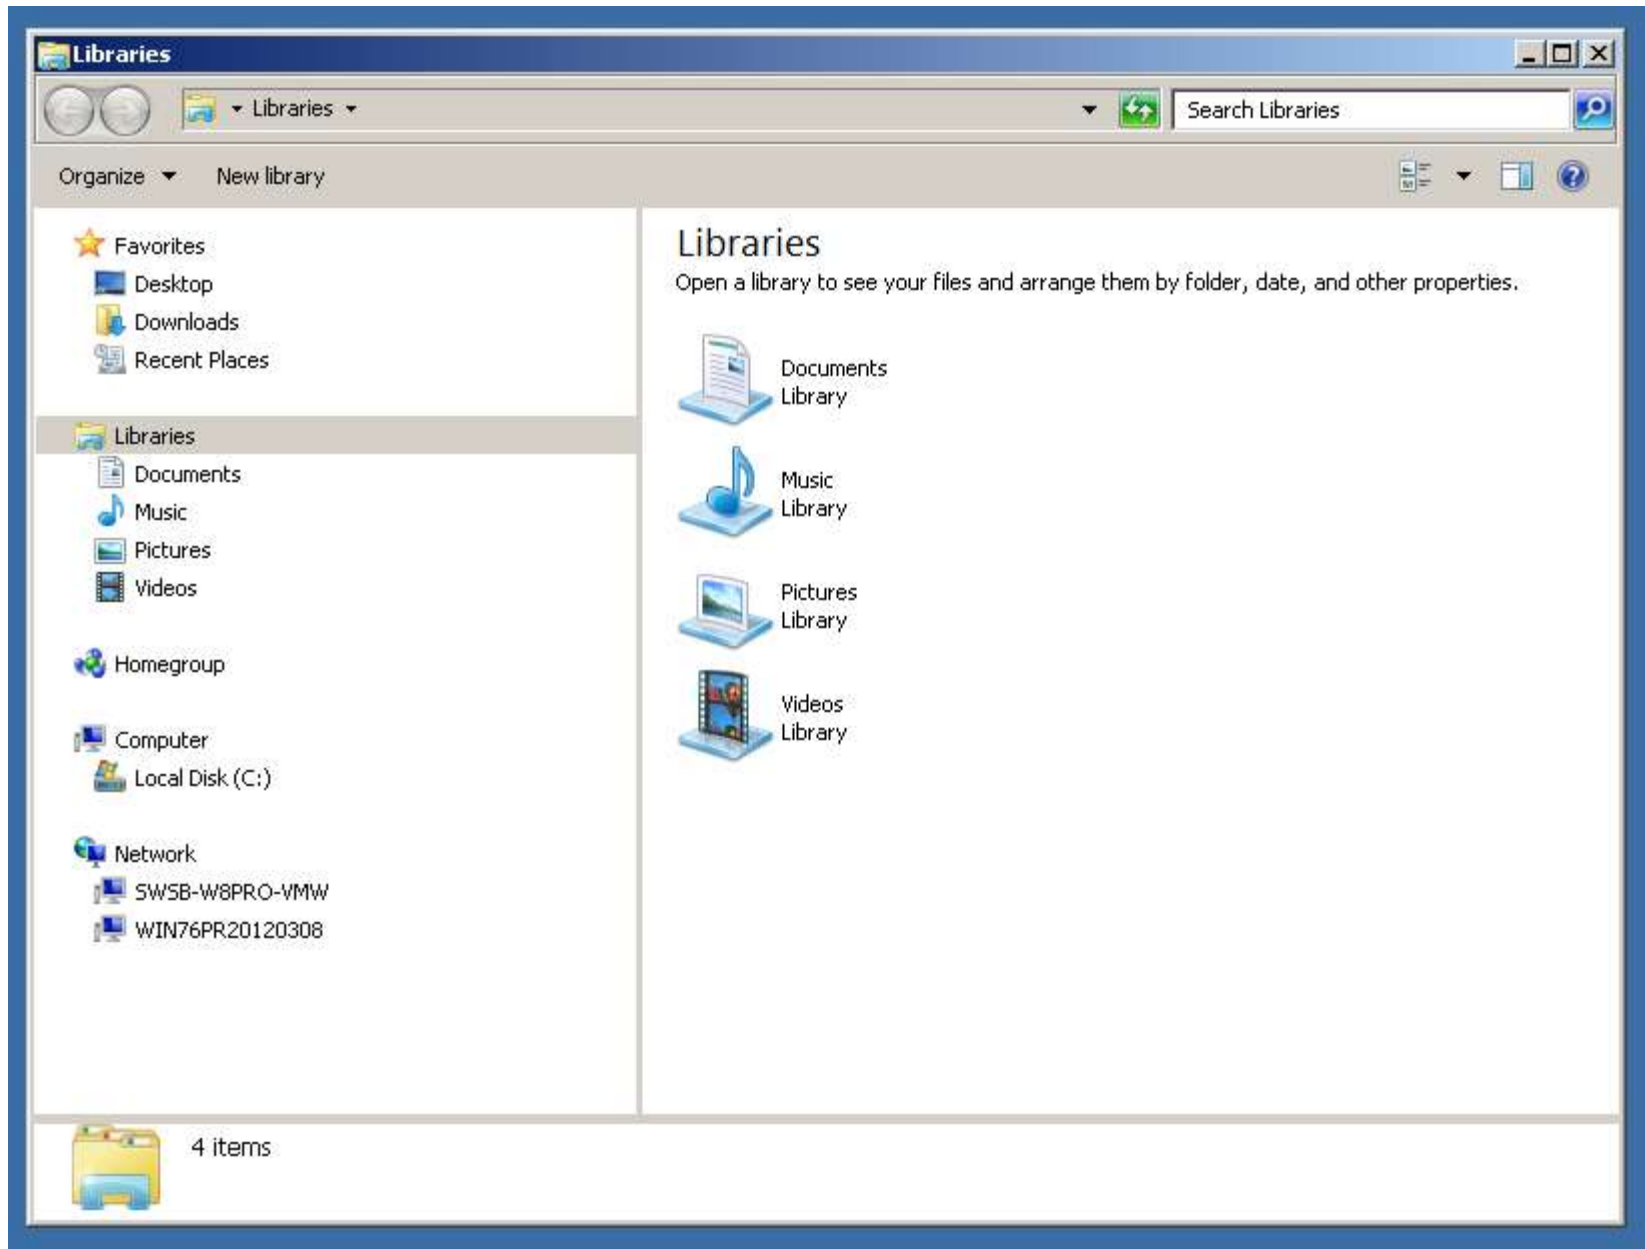 Libraries
Libraries
Search Libraries
Organize
New library
Favorites
Desktop
Downloads
Recent Places
Libraries
Documents
Music
Pictures
Videos
Homegroup
Computer
Local Disk (C:)
Network
SWSB-W8PRO-VMW
WIN76PR20120308
Libraries
Open a library to see your files and arrange them by folder, date, and other properties.
Documents
Library
Music
Library
Pictures
Library
Videos
Library
4 items